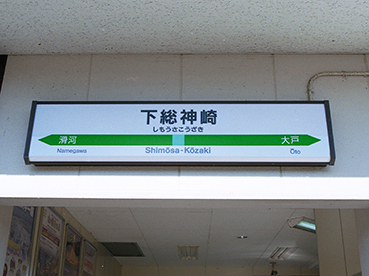 下総神崎
しもうさこうざき
滑河
大戸
Namegawa
Shimōsa-Kōzaki
Ōto